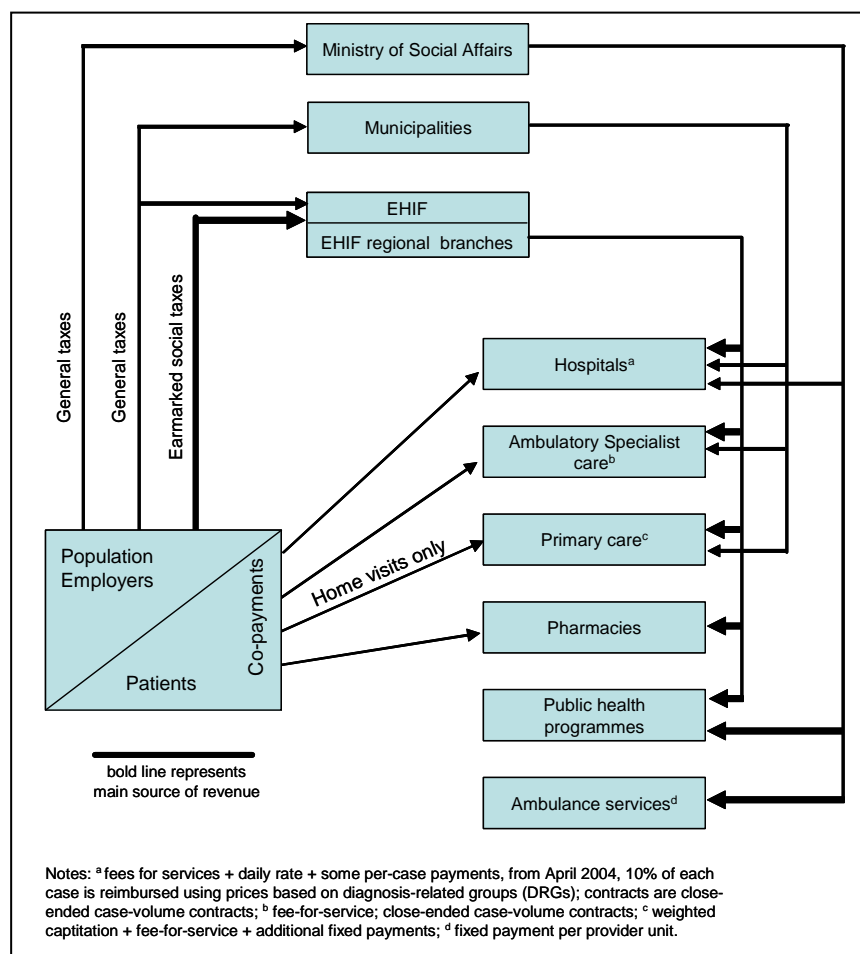 Ministry of Social Affairs
Municipalities
EHIF
EHIF regional branches
General taxes
General taxes
Earmarked social taxes
Hospitalsᵃ
Ambulatory Specialist
careᵇ
Primary careᶜ
Pharmacies
Public health
programmes
Ambulance servicesᵈ
Population
Employers
Patients
Co-payments
Home visits only
bold line represents
main source of revenue
Notes: ᵃ fees for services + daily rate + some per-case payments, from April 2004, 10% of each
case is reimbursed using prices based on diagnosis-related groups (DRGs); contracts are close-
ended case-volume contracts; ᵇ fee-for-service; close-ended case-volume contracts; ᶜ weighted
captitation + fee-for-service + additional fixed payments; ᵈ fixed payment per provider unit.